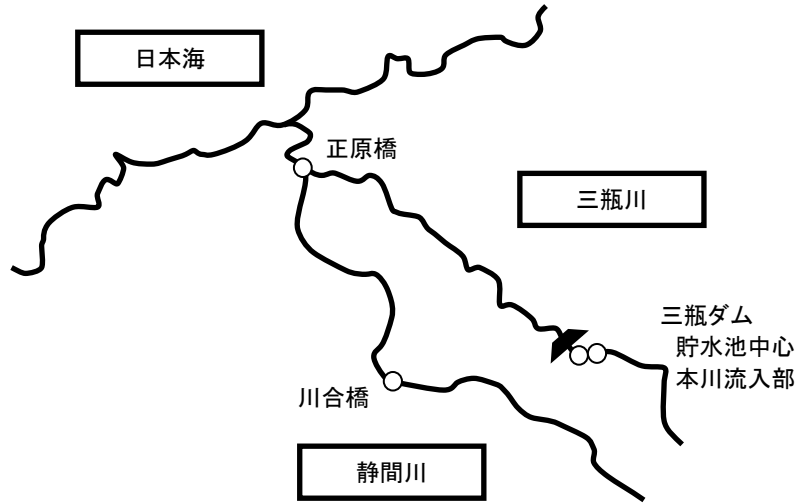 日本海
正原橋
三瓶川
三瓶ダム
貯水池中心
本川流入部
川合橋
静間川